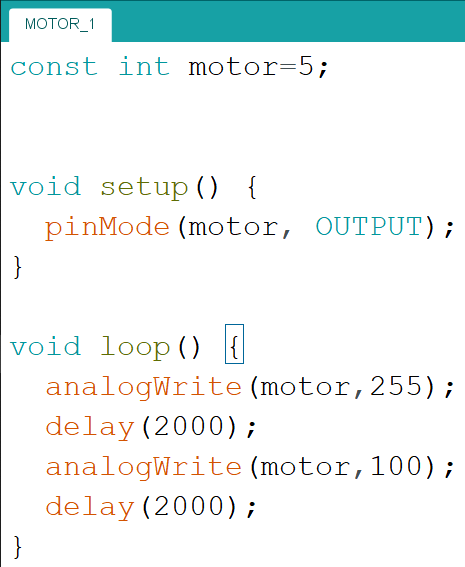 MOTOR_1
const int motor=5;
void setup() {
  pinMode(motor, OUTPUT);
}
void loop() {
  analogWrite(motor,255);
  delay(2000);
  analogWrite(motor,100);
  delay(2000);
}